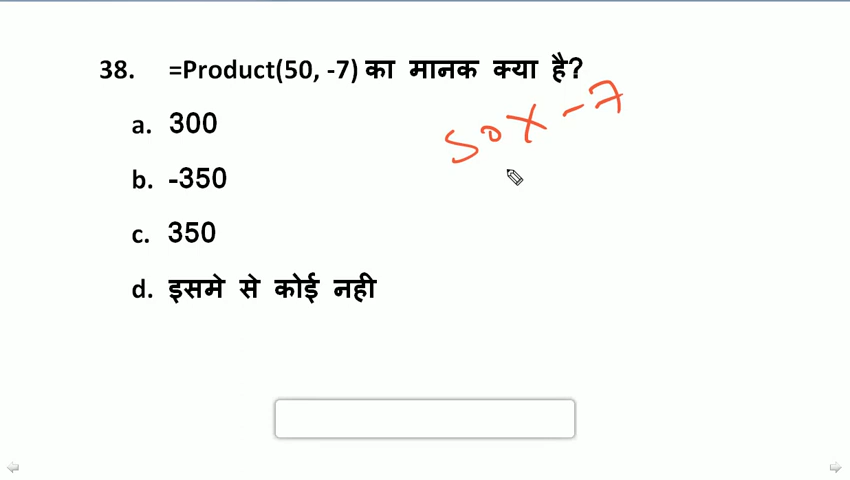 38. =Product(50, -7) का मानक क्या है?
50 X -7
a. 300
b. -350
c. 350
d. इसमे से कोई नही